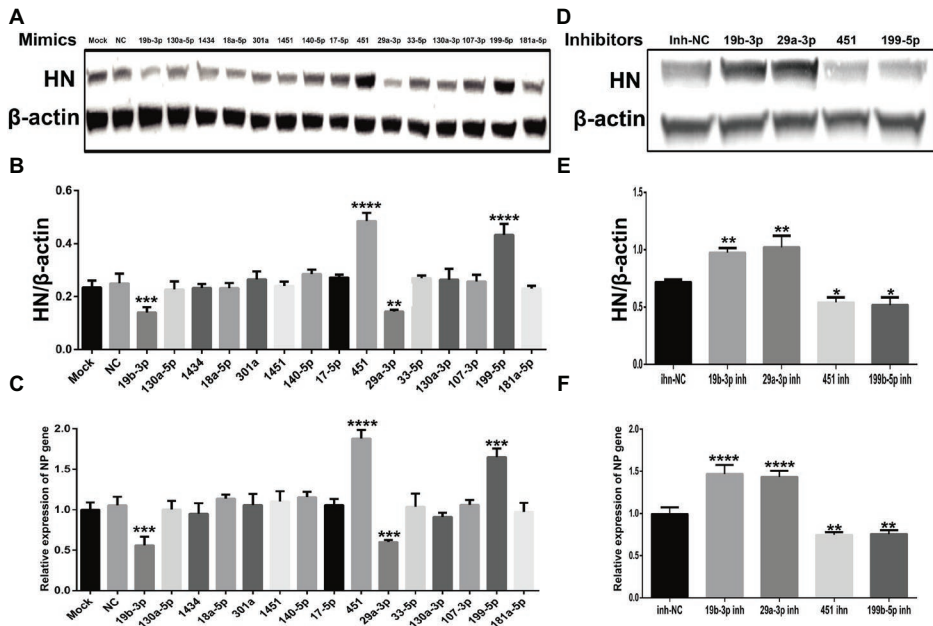 A
Mimics Mock NC 19b-3p 130a-5p 1434 18a-5p 301a 1451 140-5p 17-5p 451 29a-3p 33-5p 130a-3p 107-3p 199-5p 181a-5p
HN
β-actin
D
Inhibitors Inh-NC 19b-3p 29a-3p 451 199-5p
HN
β-actin
B
HN/β-actin
0.6
0.4
0.2
0.0
*** **** ** ****
Mock NC 19b-3p 130a-5p 1434 18a-5p 301a 1451 140-5p 17-5p 451 29a-3p 33-5p 130a-3p 107-3p 199-5p 181a-5p
E
HN/β-actin
1.5
1.0
0.5
0.0
** ** * *
ihn-NC 19b-3p inh 29a-3p inh 451 inh 199b-5p inh
C
Relative expression of NP gene
2.0
1.5
1.0
0.5
0.0
*** **** *** ***
Mock NC 19b-3p 130a-5p 1434 18a-5p 301a 1451 140-5p 17-5p 451 29a-3p 33-5p 130a-3p 107-3p 199-5p 181a-5p
F
Relative expression of NP gene
2.0
1.5
1.0
0.5
0.0
**** **** ** **
inh-NC 19b-3p inh 29a-3p inh 451 ihn 199b-5p inh